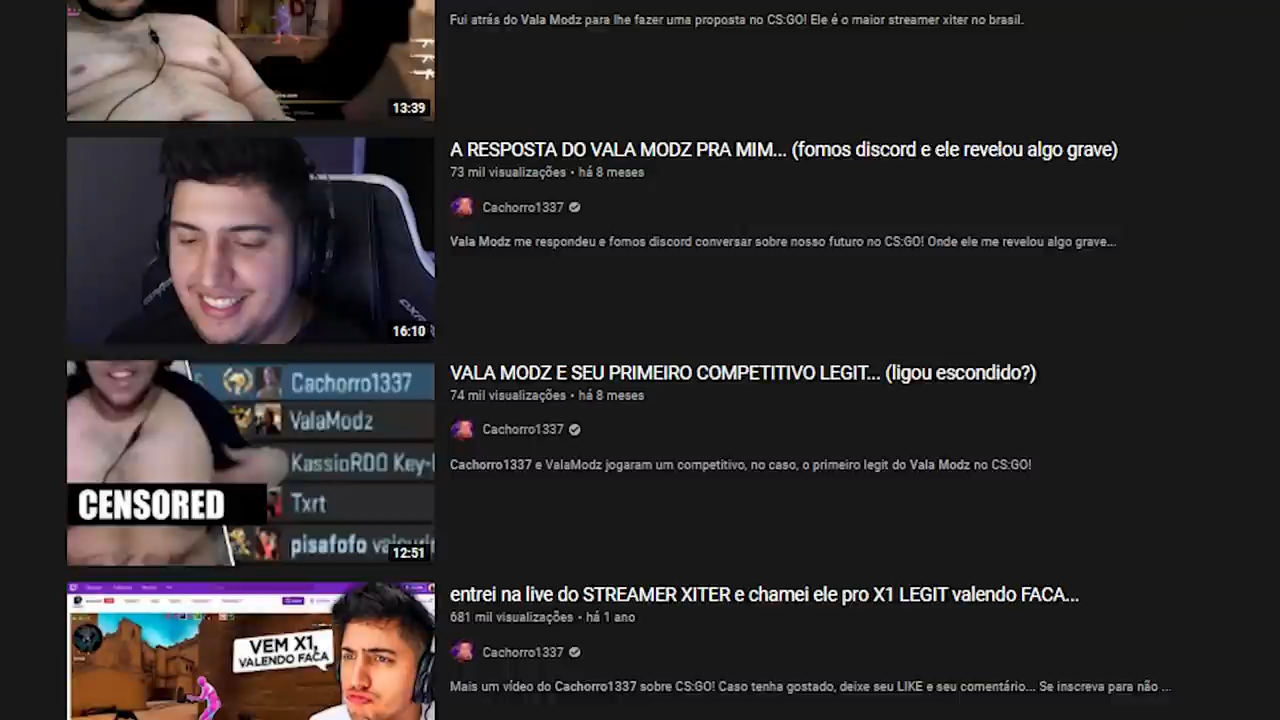 Fui atrás do Vala Modz para lhe fazer uma proposta no CS:GO! Ele é o maior streamer xiter no brasil.
13:39
A RESPOSTA DO VALA MODZ PRA MIM... (fomos discord e ele revelou algo grave)
73 mil visualizações • há 8 meses
Cachorro1337
Vala Modz me respondeu e fomos discord conversar sobre nosso futuro no CS:GO! Onde ele me revelou algo grave...
16:10
VALA MODZ E SEU PRIMEIRO COMPETITIVO LEGIT... (ligou escondido?)
74 mil visualizações • há 8 meses
Cachorro1337
Cachorro1337 e ValaModz jogaram um competitivo, no caso, o primeiro legit do Vala Modz no CS:GO!
Cachorro1337
ValaModz
KassioRDO Key-
CENSORED
Txrt
pisafofo
12:51
entrei na live do STREAMER XITER e chamei ele pro X1 LEGIT valendo FACA...
681 mil visualizações • há 1 ano
Cachorro1337
Mais um vídeo do Cachorro1337 sobre CS:GO! Caso tenha gostado, deixe seu LIKE e seu comentário... Se inscreva para não ...
VEM X1,
VALENDO FACA